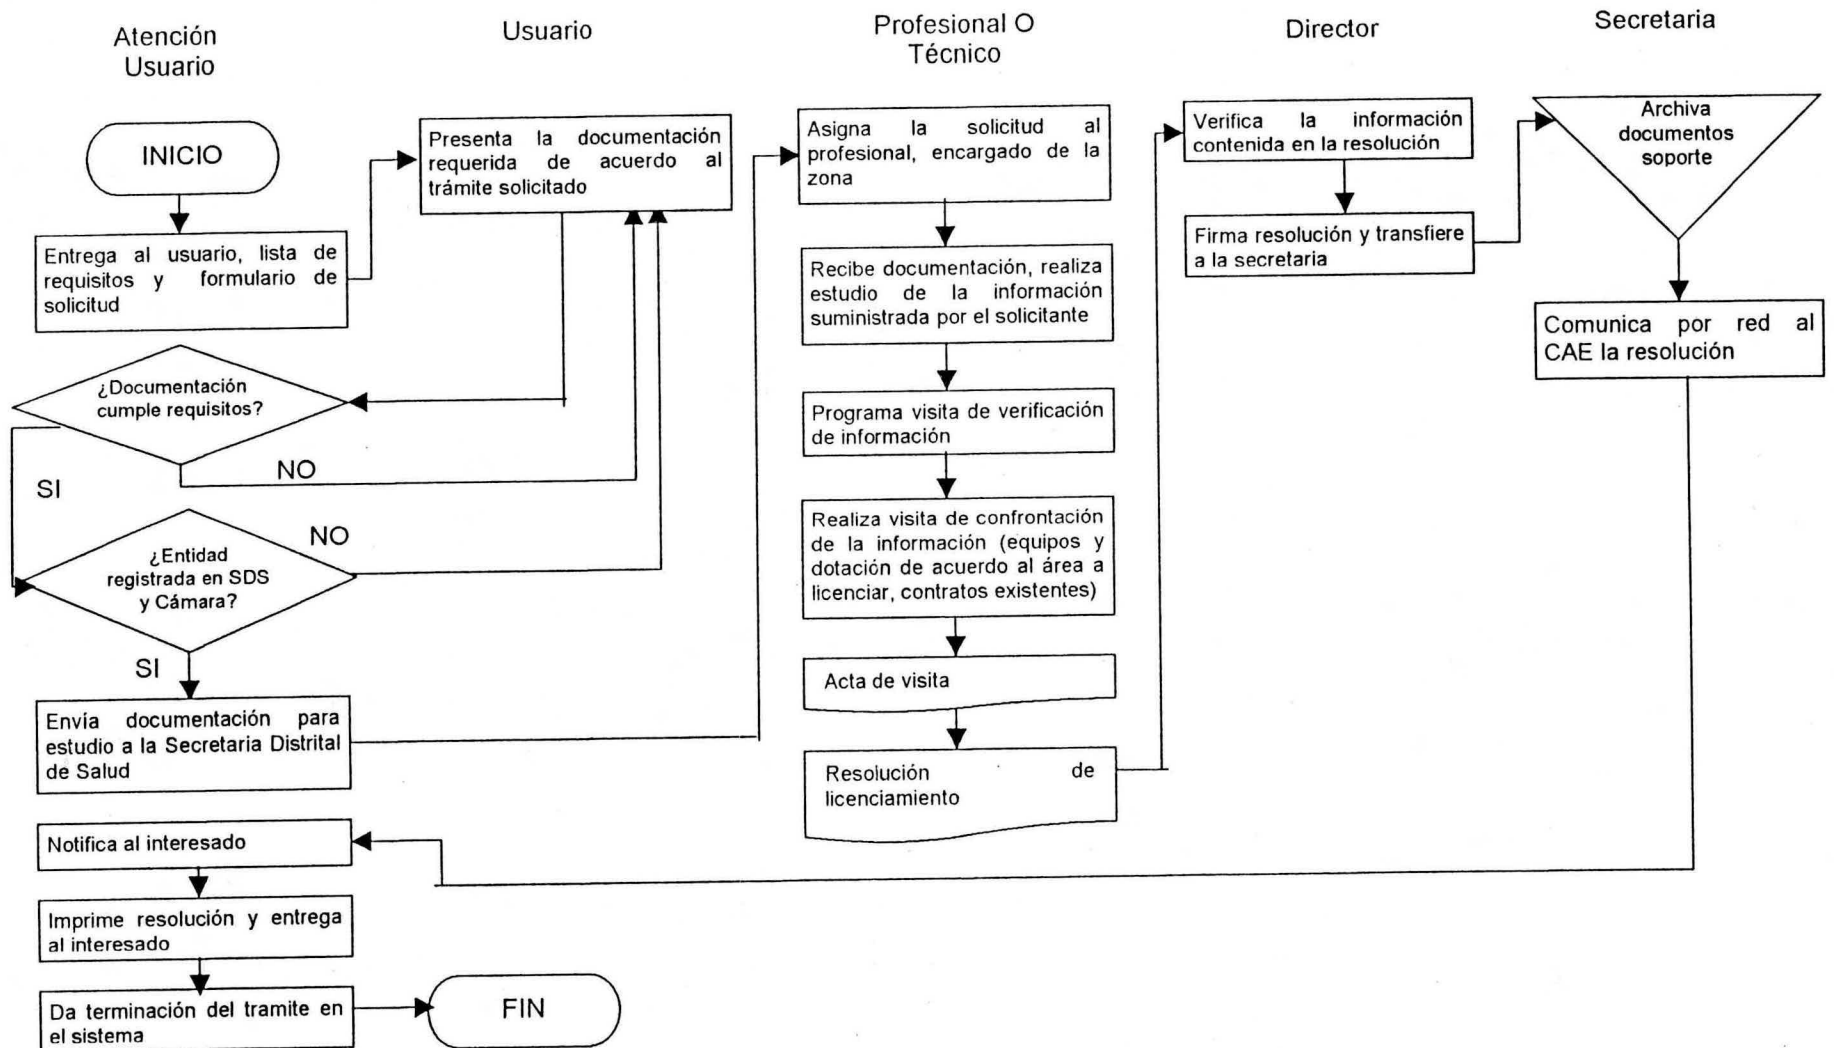 Atención
Usuario
Usuario
Profesional O
Técnico
Director
Secretaria
INICIO
Entrega al usuario, lista de
requisitos y formulario de
solicitud
¿Documentación
cumple requisitos?
SI
NO
¿Entidad
registrada en SDS
y Cámara?
NO
SI
Envía documentación para
estudio a la Secretaria Distrital
de Salud
Notifica al interesado
Imprime resolución y entrega
al interesado
Da terminación del tramite en
el sistema
FIN
Presenta la documentación
requerida de acuerdo al
trámite solicitado
Asigna la solicitud al
profesional, encargado de la
zona
Recibe documentación, realiza
estudio de la información
suministrada por el solicitante
Programa visita de verificación
de información
Realiza visita de confrontación
de la información (equipos y
dotación de acuerdo al área a
licenciar, contratos existentes)
Acta de visita
Resolución de
licenciamiento
Verifica la información
contenida en la resolución
Firma resolución y transfiere
a la secretaria
Archiva
documentos
soporte
Comunica por red al
CAE la resolución